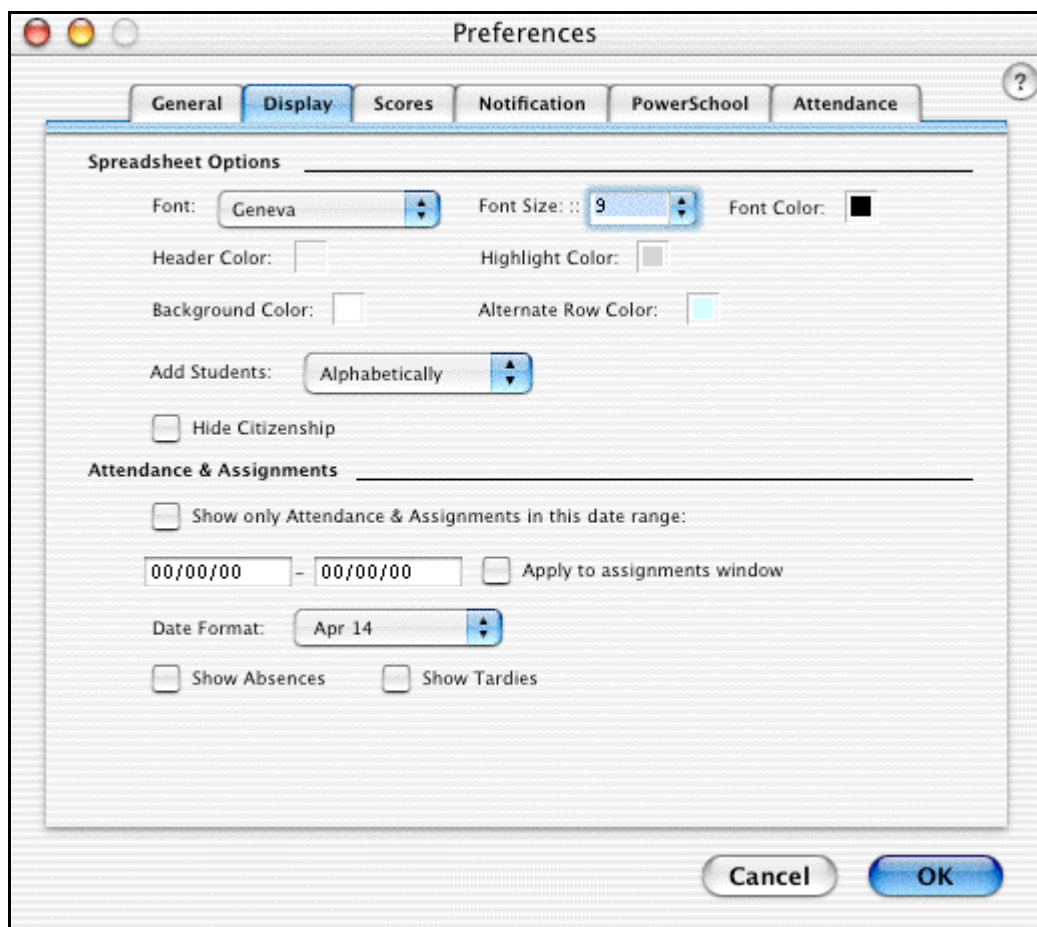 Preferences
?
General Display Scores Notification PowerSchool Attendance
Spreadsheet Options
Font: Geneva Font Size: :: 9 Font Color:
Header Color: Highlight Color:
Background Color: Alternate Row Color:
Add Students: Alphabetically
Hide Citizenship
Attendance & Assignments
Show only Attendance & Assignments in this date range:
00/00/00 - 00/00/00 Apply to assignments window
Date Format: Apr 14
Show Absences Show Tardies
Cancel OK